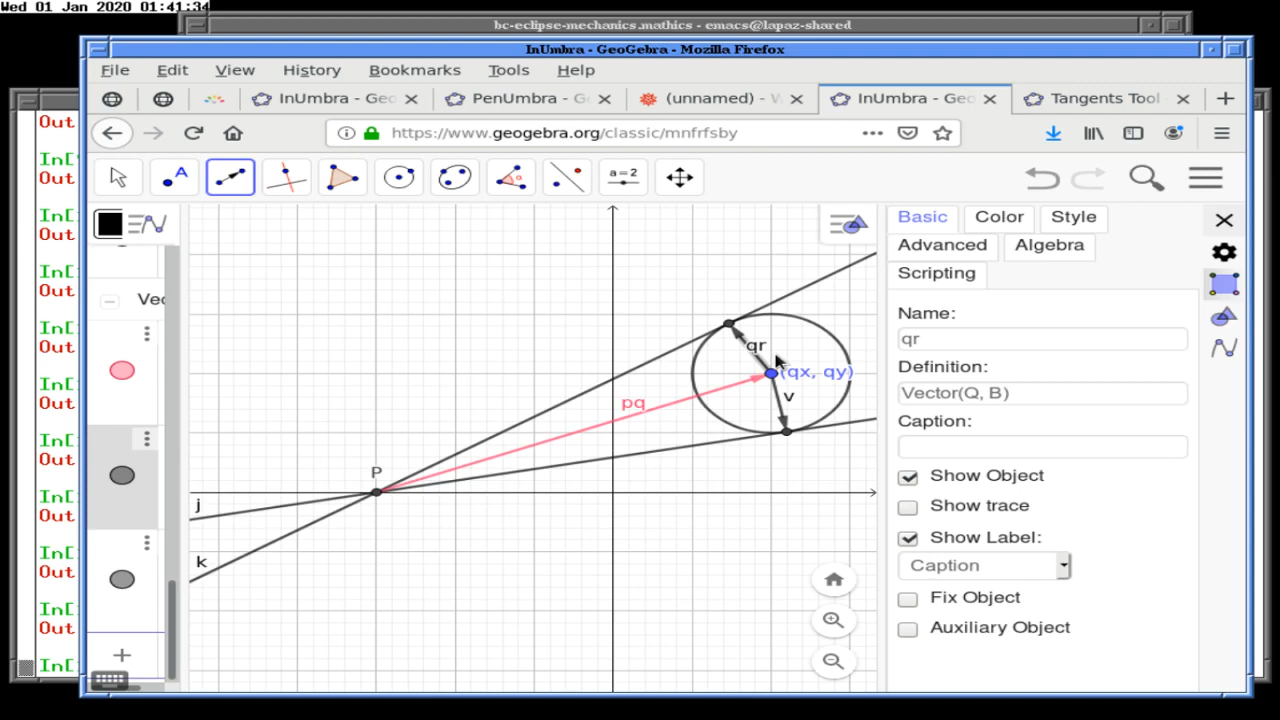 Wed 01 Jan 2020 01:41:34
bc-eclipse-mechanics.mathics - emacs@lapaz-shared
InUmbra - GeoGebra - Mozilla Firefox
File Edit View History Bookmarks Tools Help
InUmbra - Geo PenUmbra - G (unnamed) - W InUmbra - Geo Tangents Tool
https://www.geogebra.org/classic/mnfrfsby
A a=2
Basic Color Style
Advanced Algebra
Scripting
Vec
Name:
qr
Definition:
Vector(Q, B)
Caption:
Show Object
Show trace
Show Label:
Caption
Fix Object
Auxiliary Object
qr
(qx, qy)
pq
v
P
j
k
Out
In[
Out
In[
Out
In[
Out
In[
Out
In[
Out
In[
Out
In[
Out
In[
Out
In[
Out
In[